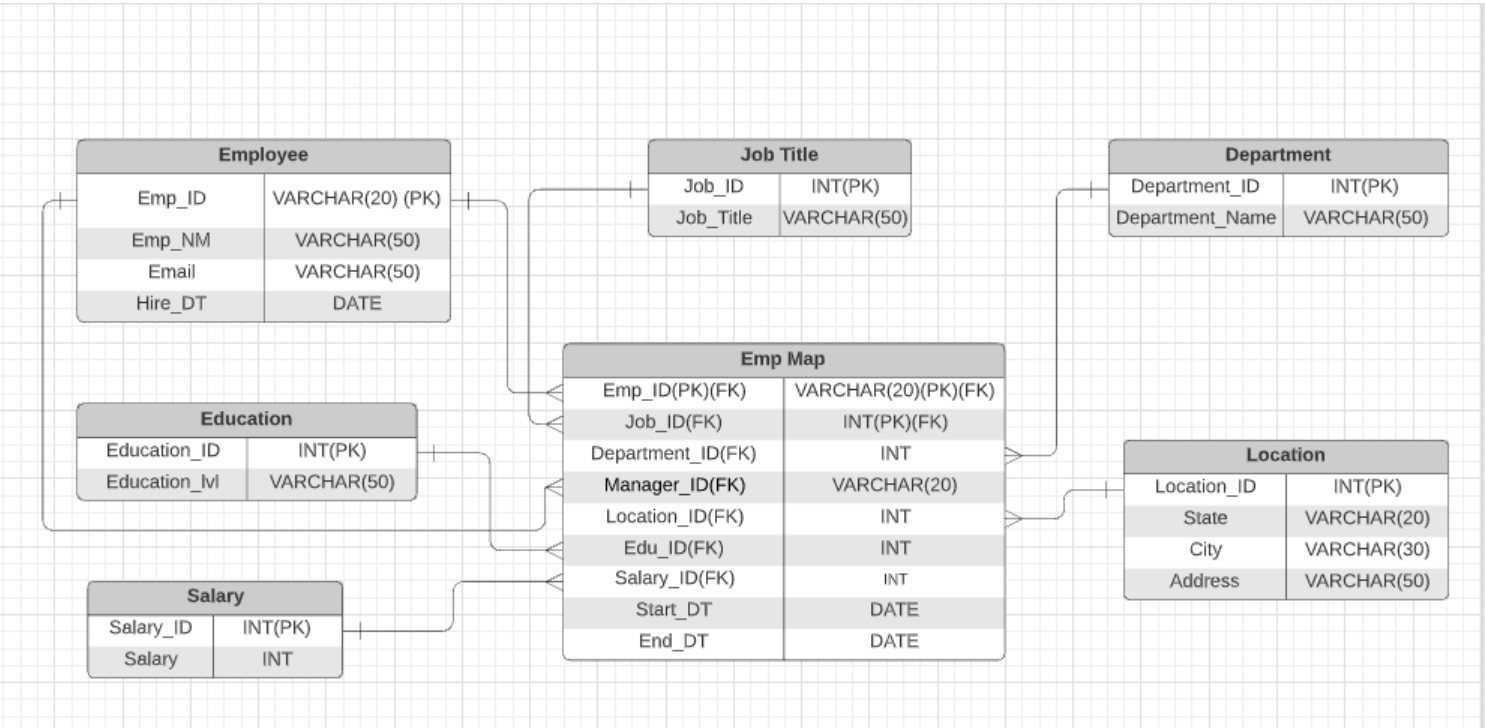 Employee
Emp_ID VARCHAR(20) (PK)
Emp_NM VARCHAR(50)
Email VARCHAR(50)
Hire_DT DATE
Job Title
Job_ID INT(PK)
Job_Title VARCHAR(50)
Department
Department_ID INT(PK)
Department_Name VARCHAR(50)
Emp Map
Emp_ID(PK)(FK) VARCHAR(20)(PK)(FK)
Job_ID(FK) INT(PK)(FK)
Department_ID(FK) INT
Manager_ID(FK) VARCHAR(20)
Location_ID(FK) INT
Edu_ID(FK) INT
Salary_ID(FK) INT
Start_DT DATE
End_DT DATE
Education
Education_ID INT(PK)
Education_lvl VARCHAR(50)
Location
Location_ID INT(PK)
State VARCHAR(20)
City VARCHAR(30)
Address VARCHAR(50)
Salary
Salary_ID INT(PK)
Salary INT